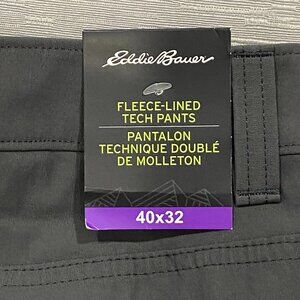 Eddie Bauer
FLEECE-LINED
TECH PANTS
PANTALON
TECHNIQUE DOUBLÉ
DE MOLLETON
40x32